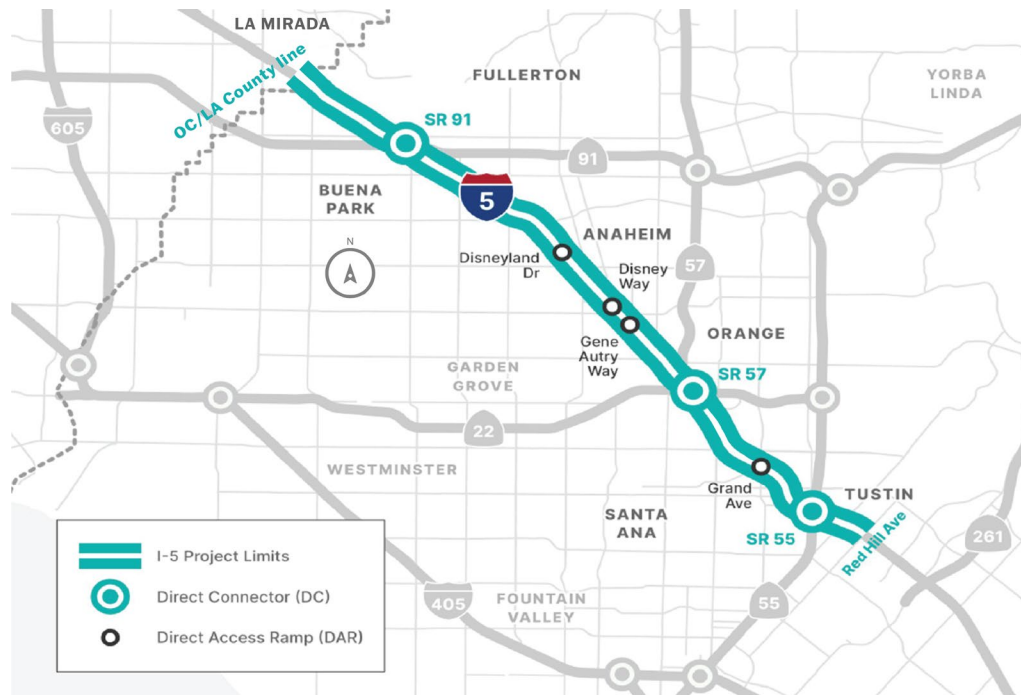 LA MIRADA
OC/LA County line
FULLERTON
YORBA
LINDA
605
SR 91
91
BUENA
PARK
5
N
ANAHEIM
Disneyland
Dr
Disney
Way
57
Gene
Autry
Way
ORANGE
GARDEN
GROVE
SR 57
22
WESTMINSTER
Grand
Ave
TUSTIN
SANTA
ANA
SR 55
Red Hill Ave
261
I-5 Project Limits
Direct Connector (DC)
Direct Access Ramp (DAR)
405
FOUNTAIN
VALLEY
55